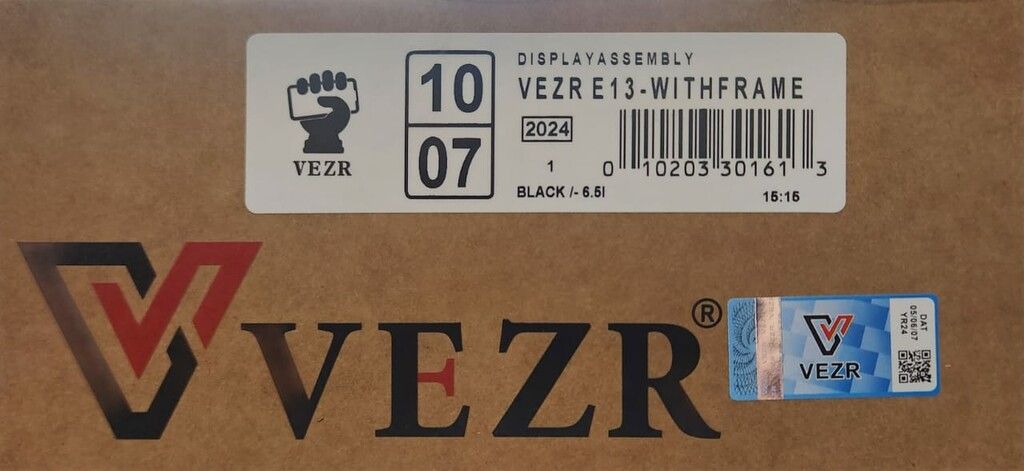 DISPLAYASSEMBLY
VEZR E13-WITHFRAME
10
07
2024
1
0 10203 30161 3
BLACK /- 6.5I
15:15
VEZR
VEZR®
VEZR
DAT
05/06/07
YR24